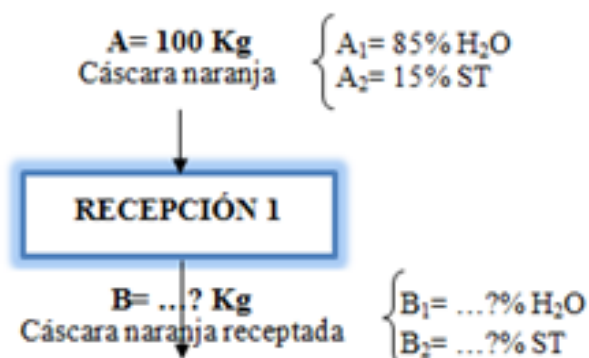 A= 100 Kg
Cáscara naranja
A₁= 85% H₂O
A₂= 15% ST
RECEPCIÓN 1
B= ...? Kg
Cáscara naranja receptada
B₁= ...?% H₂O
B₂= ...?% ST